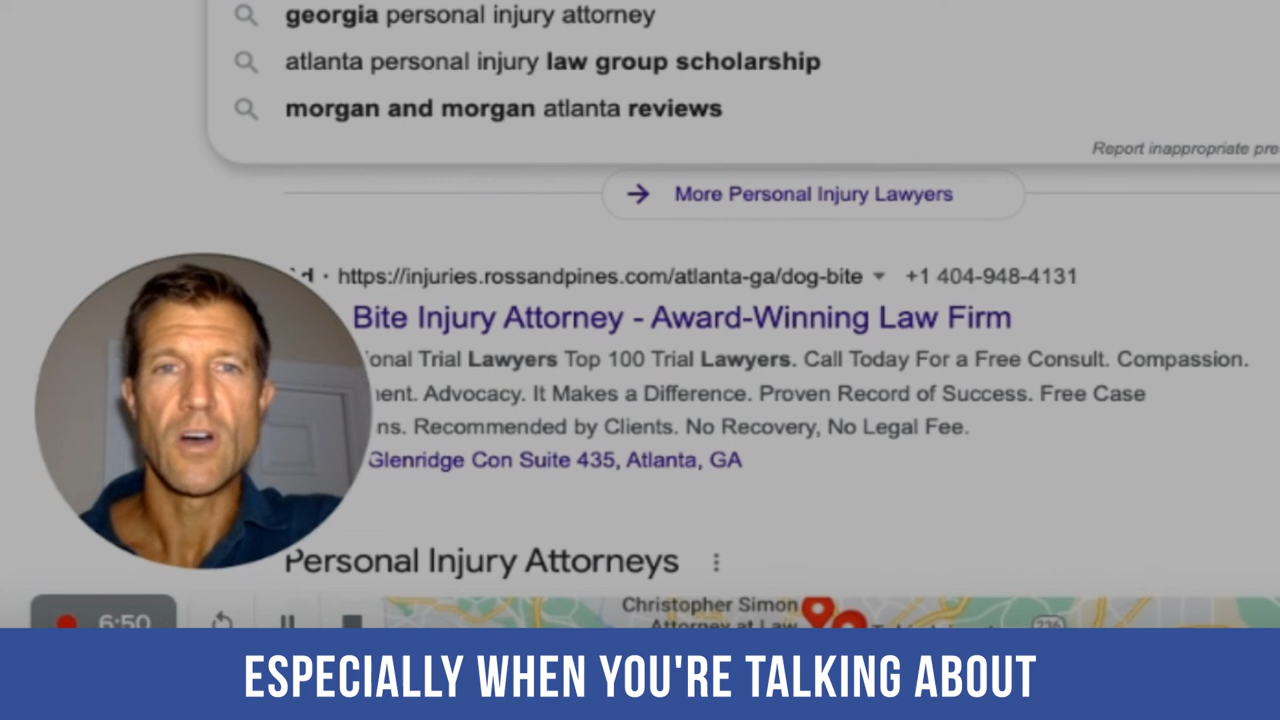 georgia personal injury attorney
atlanta personal injury law group scholarship
morgan and morgan atlanta reviews
Report inappropriate pre
More Personal Injury Lawyers
d · https://injuries.rossandpines.com/atlanta-ga/dog-bite +1 404-948-4131
Bite Injury Attorney - Award-Winning Law Firm
ional Trial Lawyers Top 100 Trial Lawyers. Call Today For a Free Consult. Compassion.
ent. Advocacy. It Makes a Difference. Proven Record of Success. Free Case
ns. Recommended by Clients. No Recovery, No Legal Fee.
Glenridge Con Suite 435, Atlanta, GA
Personal Injury Attorneys
Christopher Simon
Attorney at Law
236
6:50
ESPECIALLY WHEN YOU'RE TALKING ABOUT